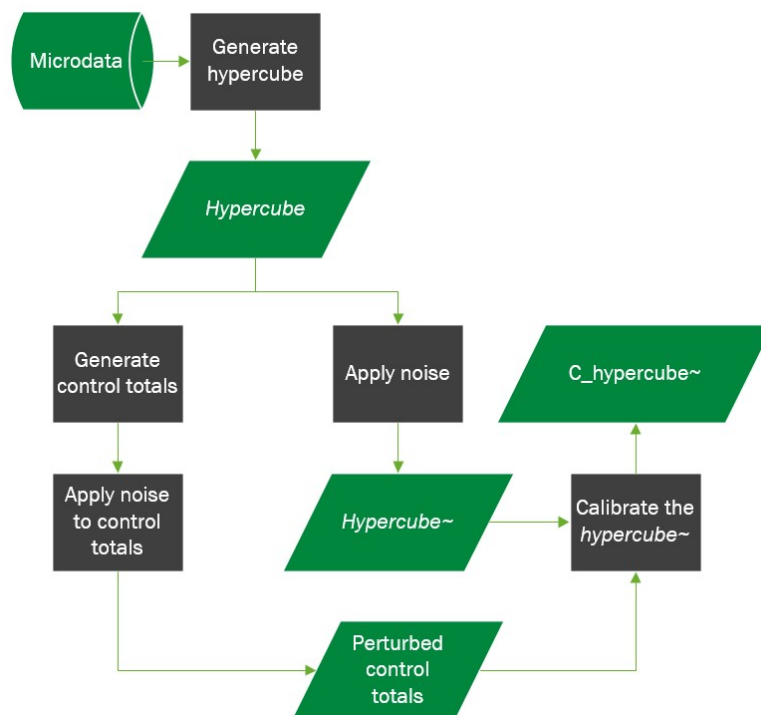 Microdata
Generate
hypercube
Hypercube
Generate
control totals
Apply noise
C_hypercube~
Apply noise
to control
totals
Hypercube~
Calibrate the
hypercube~
Perturbed
control
totals